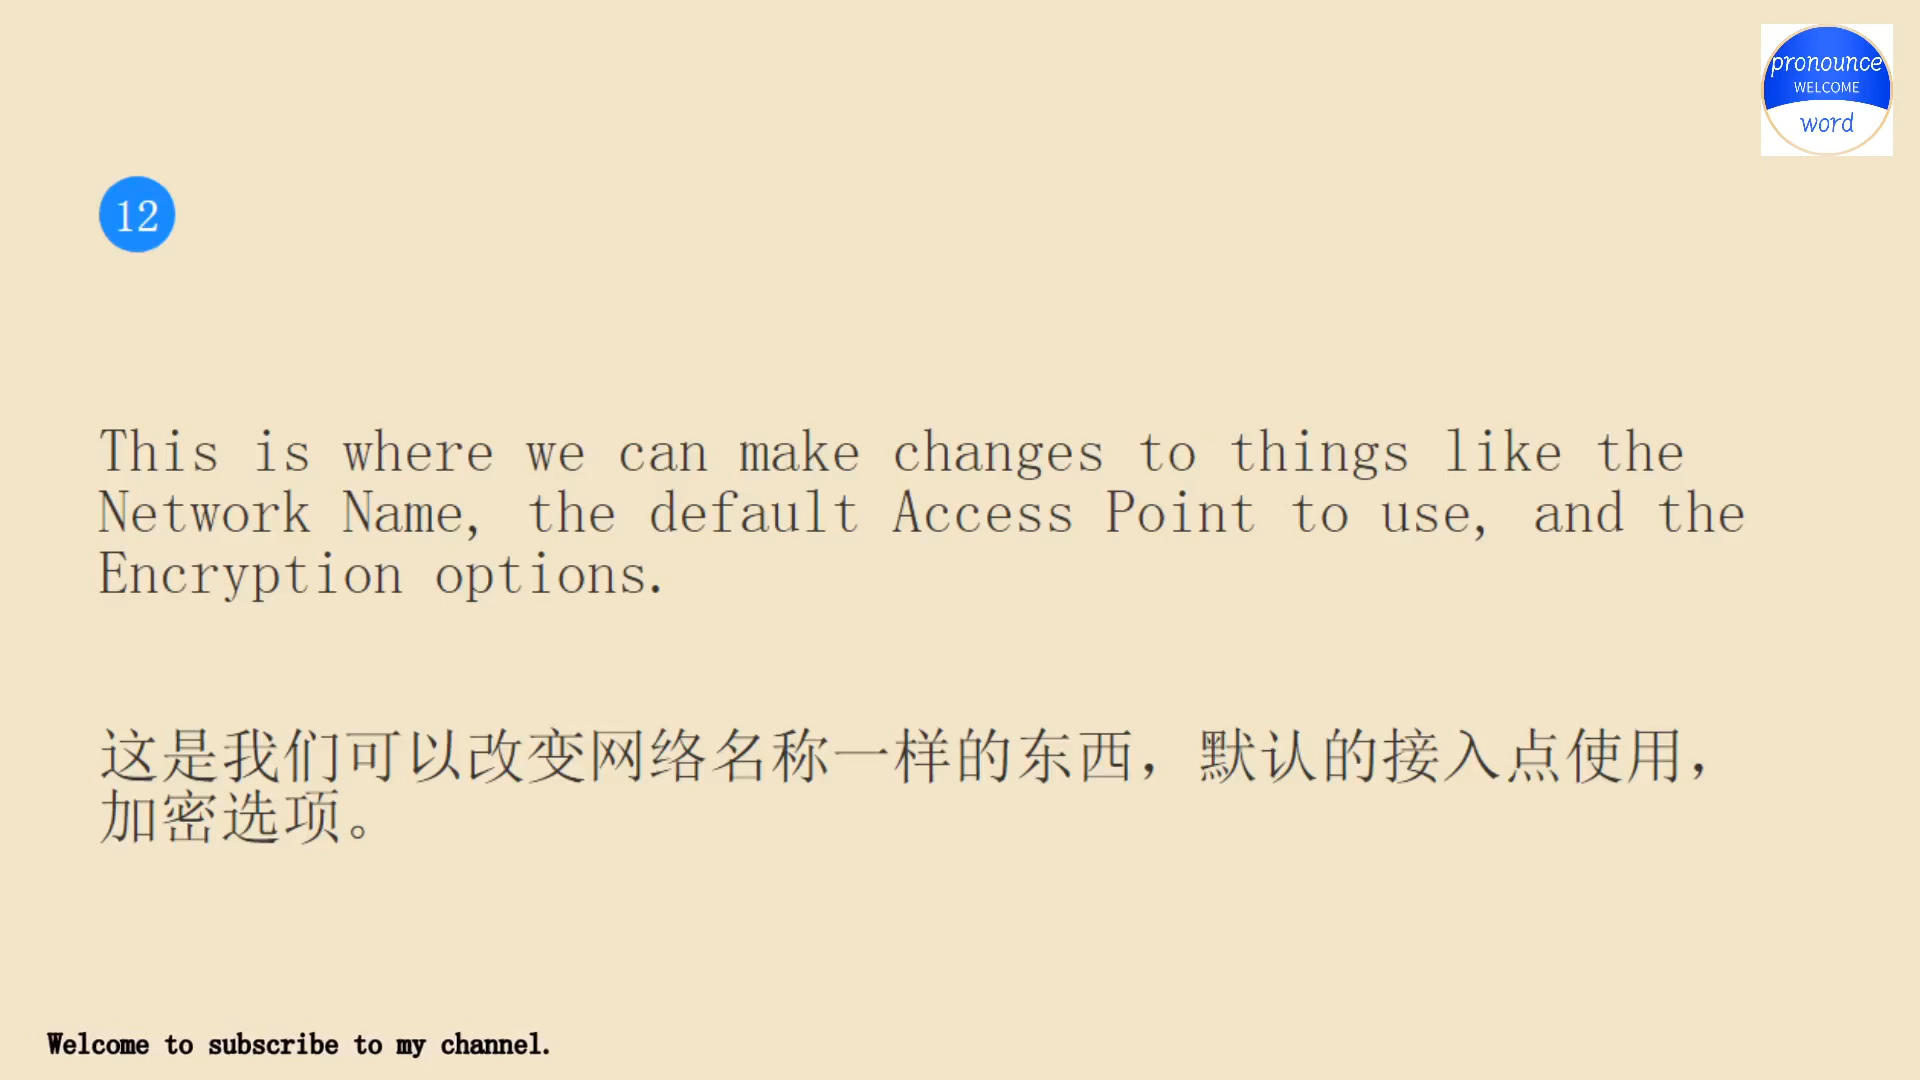 pronounce
WELCOME
word
12
This is where we can make changes to things like the
Network Name, the default Access Point to use, and the
Encryption options.
这是我们可以改变网络名称一样的东西，默认的接入点使用，
加密选项。
Welcome to subscribe to my channel.